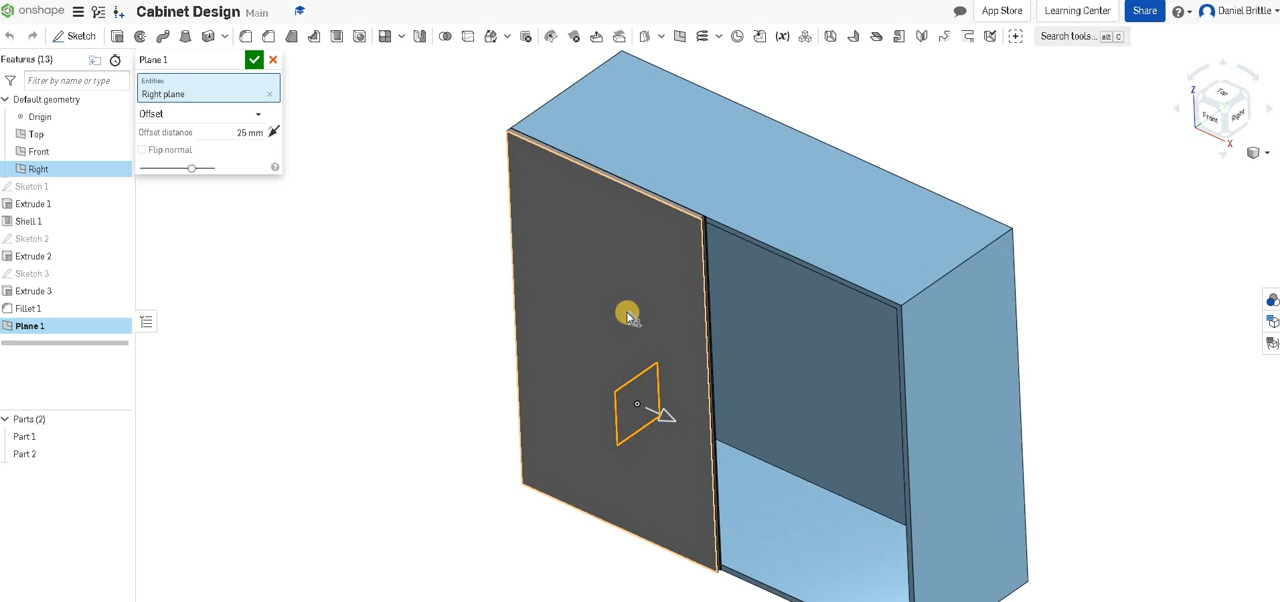 onshape Cabinet Design Main App Store Learning Center Share Daniel Brittle
Sketch (x) Search tools... alt C
Features (13)
Filter by name or type
Default geometry
Origin
Top
Front
Right
Sketch 1
Extrude 1
Shell 1
Sketch 2
Extrude 2
Sketch 3
Extrude 3
Fillet 1
Plane 1
Parts (2)
Part 1
Part 2
Plane 1
Entities
Right plane
Offset
Offset distance 25 mm
Flip normal
Z
Top
Front
Right
X